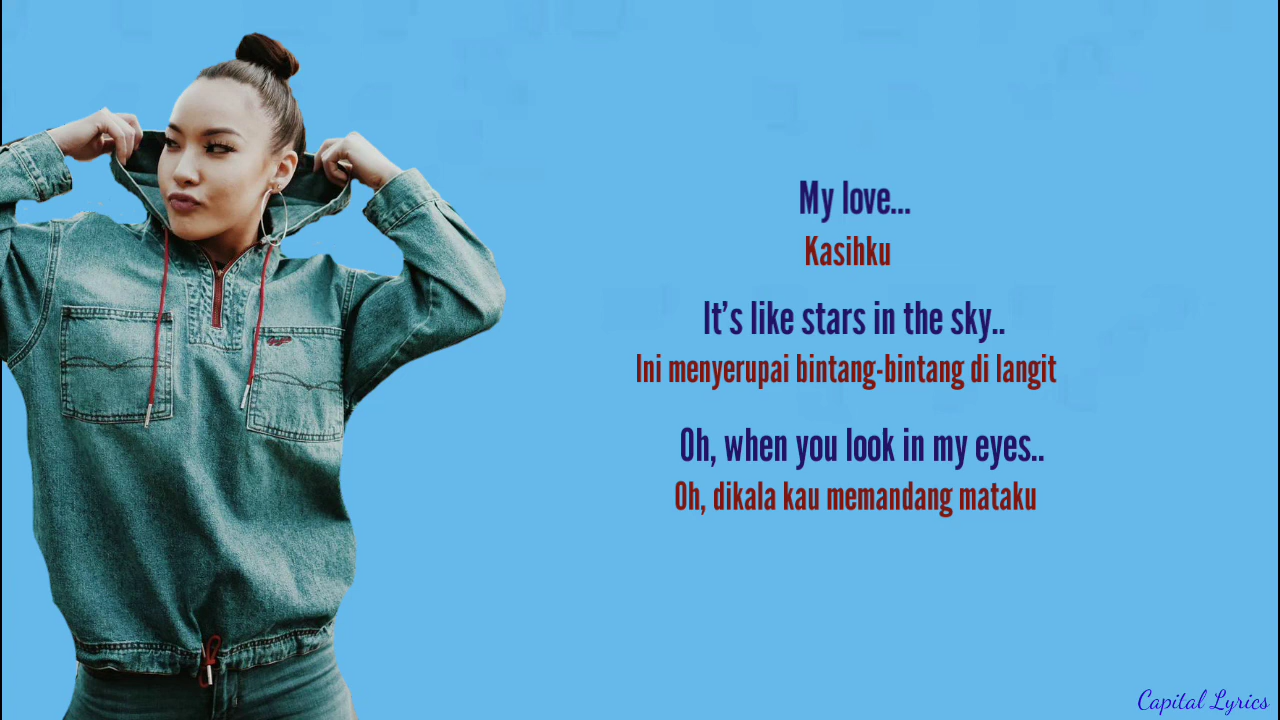 My love...
Kasihku
It's like stars in the sky..
Ini menyerupai bintang-bintang di langit
Oh, when you look in my eyes..
Oh, dikala kau memandang mataku
Capital Lyrics